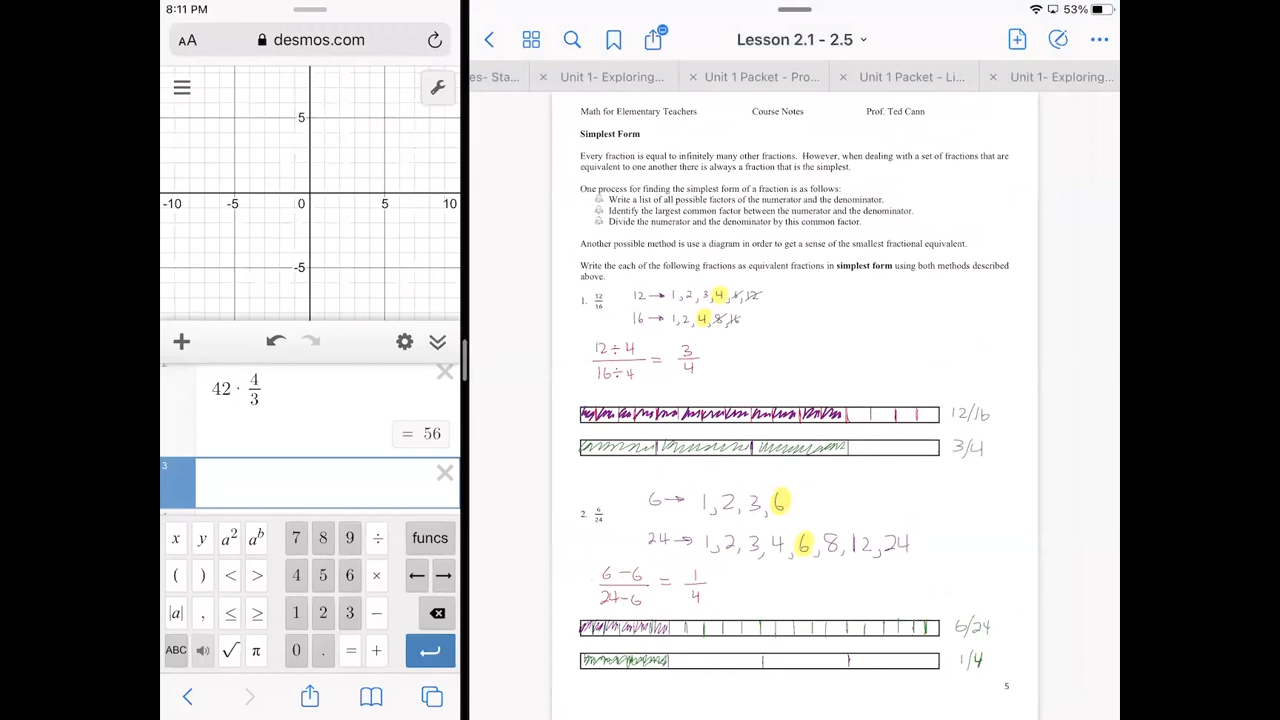 8:11 PM
53%
AA desmos.com
Lesson 2.1 - 2.5
es- Sta...
× Unit 1- Exploring...
× Unit 1 Packet - Pro...
× Unit 1 Packet - Li...
× Unit 1- Exploring...
5
-10 -5 0 5 10
-5
42 · 4/3
= 56
3
x y a² a^b 7 8 9 ÷ funcs
( ) < > 4 5 6 × ← →
|a| , ≤ ≥ 1 2 3 −
ABC √ π 0 . = +
Math for Elementary Teachers Course Notes Prof. Ted Cann
Simplest Form
Every fraction is equal to infinitely many other fractions. However, when dealing with a set of fractions that are
equivalent to one another there is always a fraction that is the simplest.
One process for finding the simplest form of a fraction is as follows:
Write a list of all possible factors of the numerator and the denominator.
Identify the largest common factor between the numerator and the denominator.
Divide the numerator and the denominator by this common factor.
Another possible method is use a diagram in order to get a sense of the smallest fractional equivalent.
Write the each of the following fractions as equivalent fractions in simplest form using both methods described
above.
1. 12/16 12 → 1, 2, 3, 4, 6, 12
16 → 1, 2, 4, 8, 16
12÷4 / 16÷4 = 3/4
12/16
3/4
6 → 1, 2, 3, 6
2. 6/24
24 → 1, 2, 3, 4, 6, 8, 12, 24
6-6 / 24-6 = 1/4
6/24
1/4
5